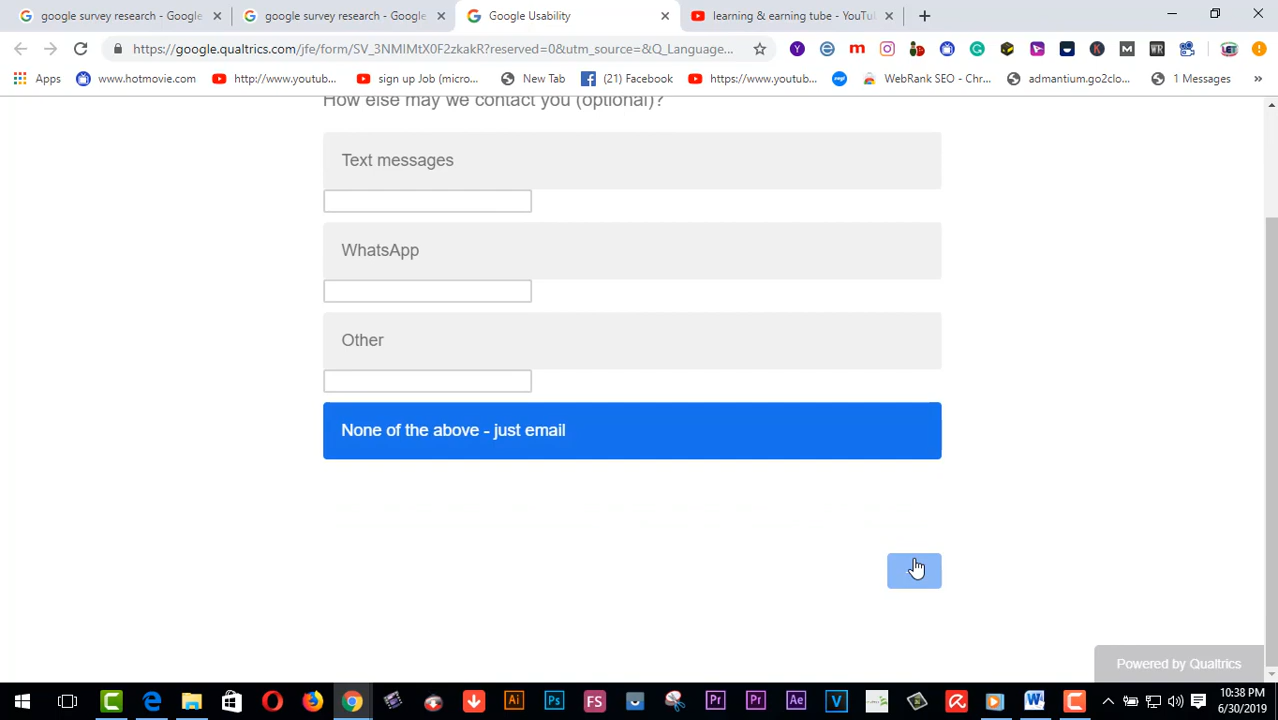 google survey research - Google
google survey research - Google
Google Usability
learning & earning tube - YouTu
https://google.qualtrics.com/jfe/form/SV_3NMIMtX0F2zkakR?reserved=0&utm_source=&Q_Language...
Apps
www.hotmovie.com
http://www.youtub...
sign up Job (micro...
New Tab
(21) Facebook
https://www.youtub...
WebRank SEO - Chr...
admantium.go2clo...
1 Messages
»
How else may we contact you (optional)?
Text messages
WhatsApp
Other
None of the above - just email
Powered by Qualtrics
10:38 PM
6/30/2019